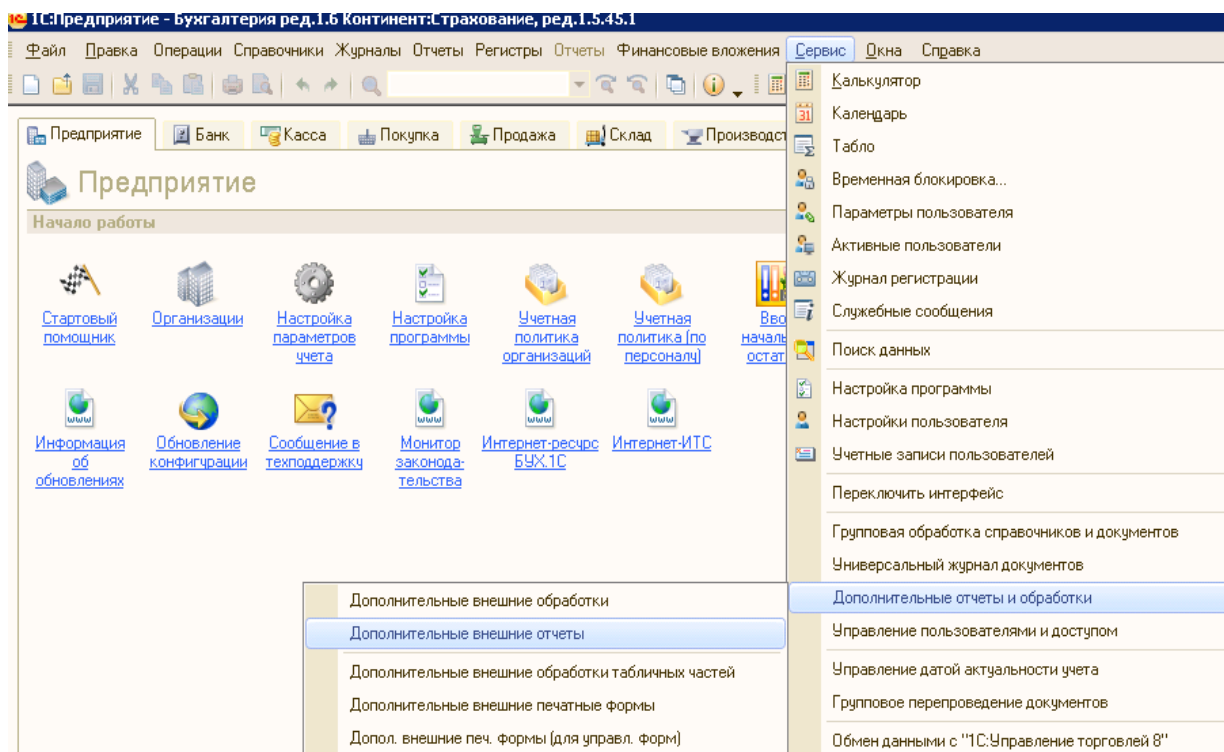 1С:Предприятие - Бухгалтерия ред.1.6 Континент:Страхование, ред.1.5.45.1
Файл Правка Операции Справочники Журналы Отчеты Регистры Отчеты Финансовые вложения Сервис Окна Справка
Предприятие Банк Касса Покупка Продажа Склад Производст
Предприятие
Начало работы
Стартовый помощник
Организации
Настройка параметров учета
Настройка программы
Учетная политика организаций
Учетная политика (по персоналу)
Вво началь остат
Информация об обновлениях
Обновление конфигурации
Сообщение в техподдержку
Монитор законода-тельства
Интернет-ресурс БУХ.1С
Интернет-ИТС
Калькулятор
31 Календарь
Табло
Временная блокировка...
Параметры пользователя
Активные пользователи
Журнал регистрации
Служебные сообщения
Поиск данных
Настройка программы
Настройки пользователя
Учетные записи пользователей
Переключить интерфейс
Групповая обработка справочников и документов
Универсальный журнал документов
Дополнительные отчеты и обработки
Управление пользователями и доступом
Управление датой актуальности учета
Групповое перепроведение документов
Обмен данными с "1С:Управление торговлей 8"
Дополнительные внешние обработки
Дополнительные внешние отчеты
Дополнительные внешние обработки табличных частей
Дополнительные внешние печатные формы
Допол. внешние печ. формы (для управл. форм)